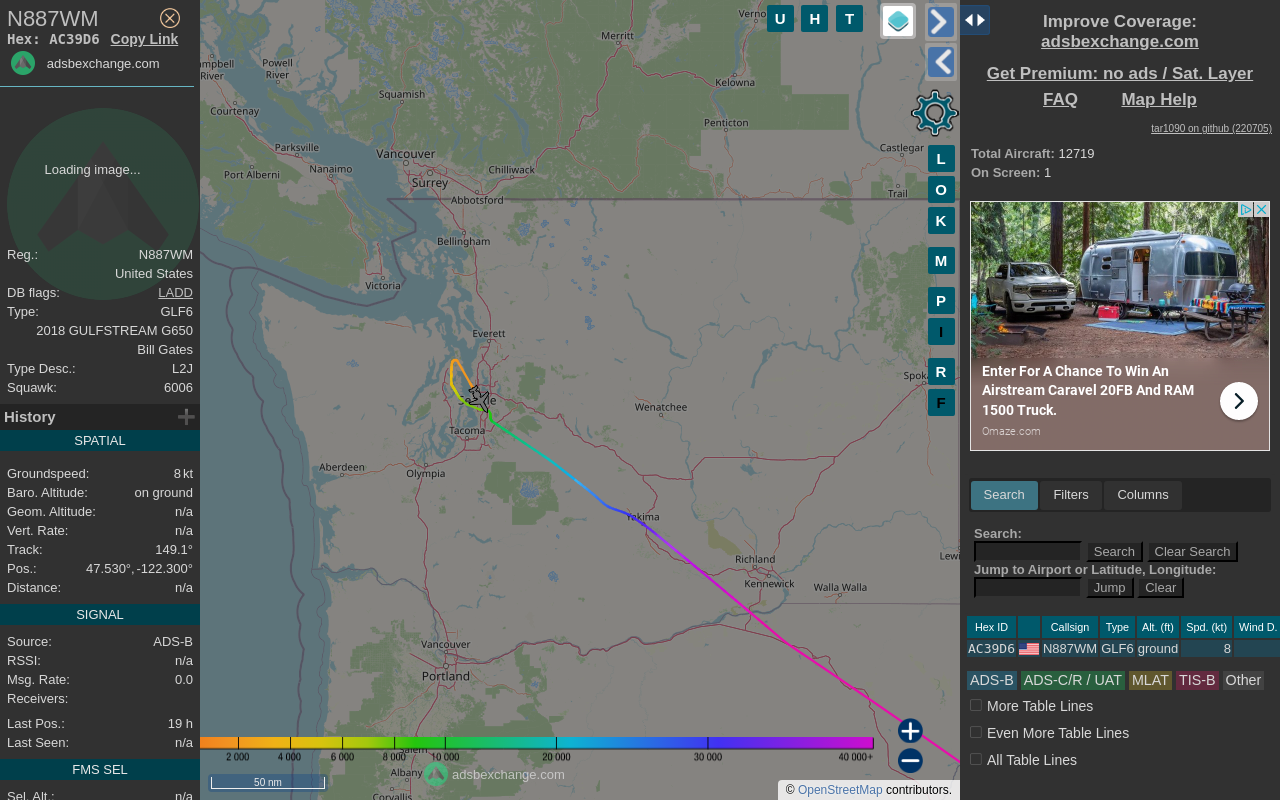 N887WM
Hex: AC39D6 Copy Link
adsbexchange.com
Loading image...
Reg.: N887WM
United States
DB flags: LADD
Type: GLF6
2018 GULFSTREAM G650
Bill Gates
Type Desc.: L2J
Squawk: 6006
History
SPATIAL
Groundspeed: 8 kt
Baro. Altitude: on ground
Geom. Altitude: n/a
Vert. Rate: n/a
Track: 149.1°
Pos.: 47.530°, -122.300°
Distance: n/a
SIGNAL
Source: ADS-B
RSSI: n/a
Msg. Rate: 0.0
Receivers:
Last Pos.: 19 h
Last Seen: n/a
FMS SEL
Sel. Alt.: n/a
U H T
L
O
K
M
P
I
R
F
Merritt
Powell
River
River
Squamish
Kelowna
Courtenay
Penticton
Parksville
Vancouver
Castlegar
Nanaimo
Port Alberni
Chilliwack
Surrey
Trail
Abbotsford
Bellingham
Victoria
Everett
Wenatchee
Tacoma
Aberdeen
Olympia
Yakima
Richland
Kennewick
Walla Walla
Vancouver
Portland
Salem
Albany
Corvallis
2 000 4 000 6 000 8 000 10 000 20 000 30 000 40 000+
50 nm
adsbexchange.com
© OpenStreetMap contributors.
Improve Coverage:
adsbexchange.com
Get Premium: no ads / Sat. Layer
FAQ Map Help
tar1090 on github (220705)
Total Aircraft: 12719
On Screen: 1
Enter For A Chance To Win An
Airstream Caravel 20FB And RAM
1500 Truck.
Omaze.com
Search Filters Columns
Search:
Search Clear Search
Jump to Airport or Latitude, Longitude:
Jump Clear
Hex ID Callsign Type Alt. (ft) Spd. (kt) Wind D.
AC39D6 N887WM GLF6 ground 8
ADS-B ADS-C/R / UAT MLAT TIS-B Other
More Table Lines
Even More Table Lines
All Table Lines